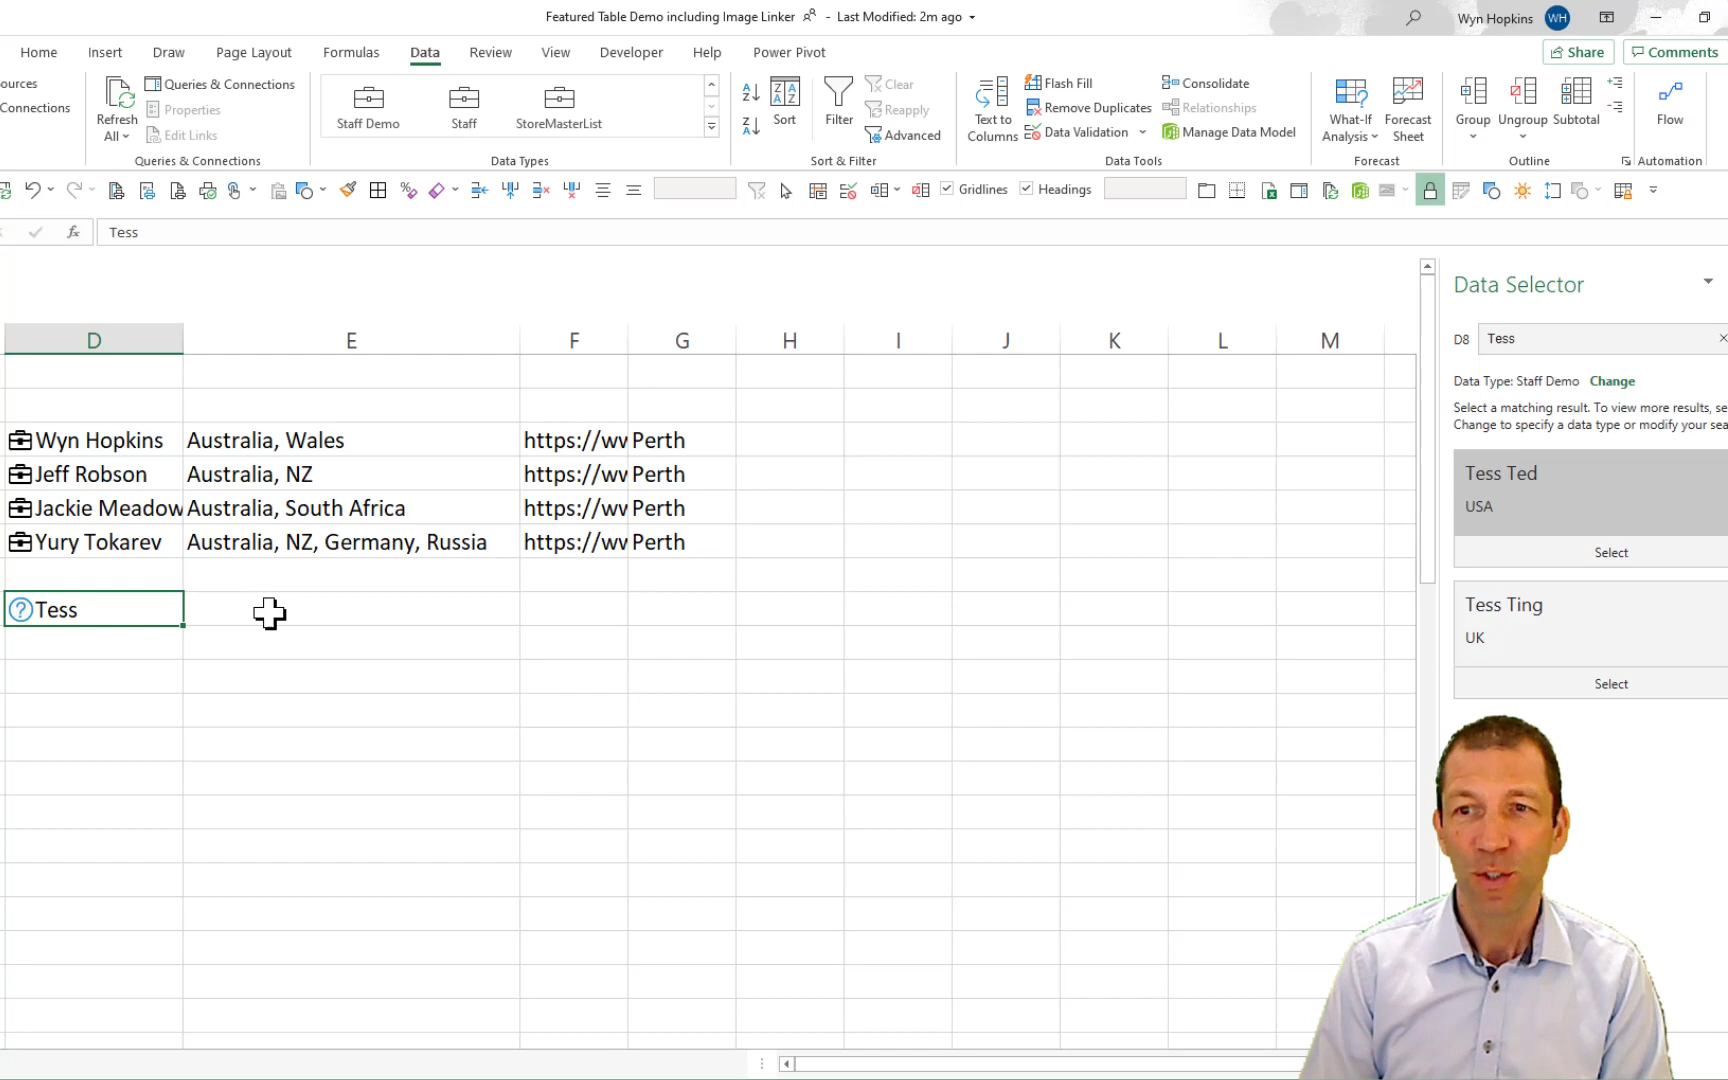 Featured Table Demo including Image Linker - Last Modified: 2m ago
Wyn Hopkins WH
Home Insert Draw Page Layout Formulas Data Review View Developer Help Power Pivot Share Comments
ources
Connections
Refresh All
Queries & Connections
Properties
Edit Links
Queries & Connections
Staff Demo Staff StoreMasterList
Data Types
Sort Filter
Clear
Reapply
Advanced
Sort & Filter
Text to Columns
Flash Fill
Remove Duplicates
Data Validation
Consolidate
Relationships
Manage Data Model
Data Tools
What-If Analysis Forecast Sheet
Forecast
Group Ungroup Subtotal
Outline
Flow
Automation
Gridlines Headings
fx Tess
D E F G H I J K L M
Wyn Hopkins Australia, Wales https://ww Perth
Jeff Robson Australia, NZ https://ww Perth
Jackie Meadow Australia, South Africa https://ww Perth
Yury Tokarev Australia, NZ, Germany, Russia https://ww Perth
? Tess
Data Selector
D8 Tess
Data Type: Staff Demo Change
Select a matching result. To view more results, se
Change to specify a data type or modify your sea
Tess Ted
USA
Select
Tess Ting
UK
Select